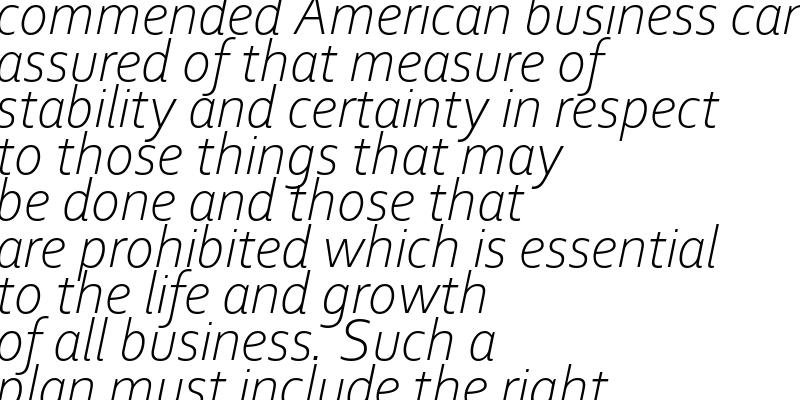 commended American business can
assured of that measure of
stability and certainty in respect
to those things that may
be done and those that
are prohibited which is essential
to the life and growth
of all business. Such a
plan must include the right